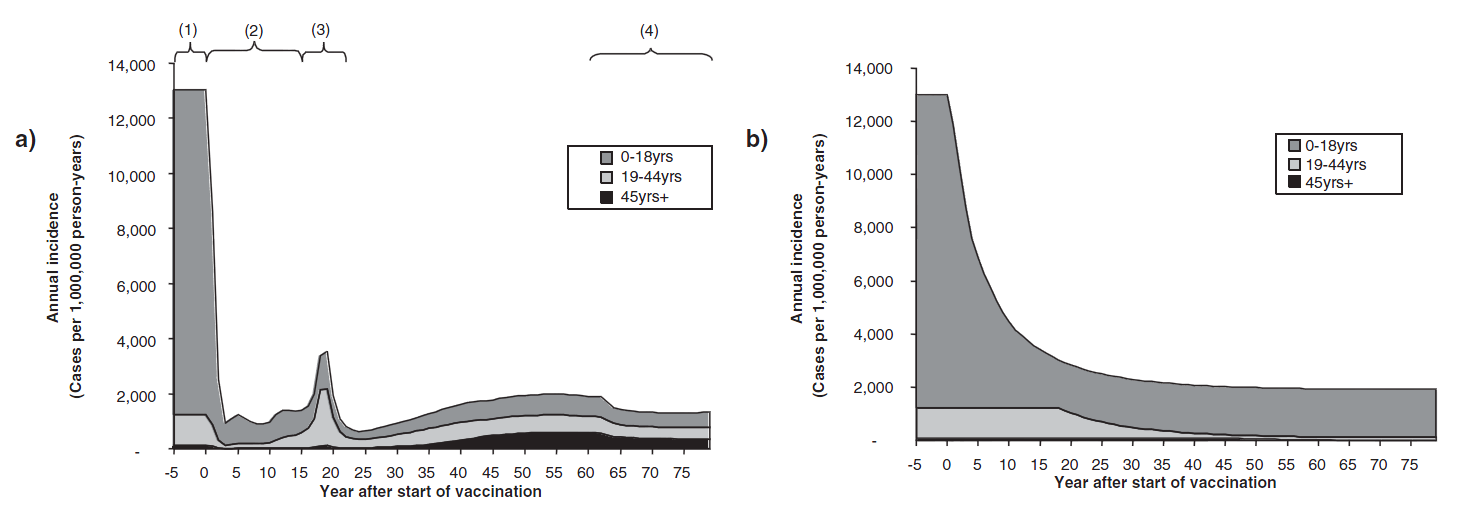 (1) (2) (3) (4)
a)
14,000
12,000
10,000
8,000
6,000
4,000
2,000
-
Annual incidence
(Cases per 1,000,000 person-years)
0-18yrs
19-44yrs
45yrs+
-5 0 5 10 15 20 25 30 35 40 45 50 55 60 65 70 75
Year after start of vaccination
b)
14,000
12,000
10,000
8,000
6,000
4,000
2,000
-
Annual incidence
(Cases per 1,000,000 person-years)
0-18yrs
19-44yrs
45yrs+
-5 0 5 10 15 20 25 30 35 40 45 50 55 60 65 70 75
Year after start of vaccination